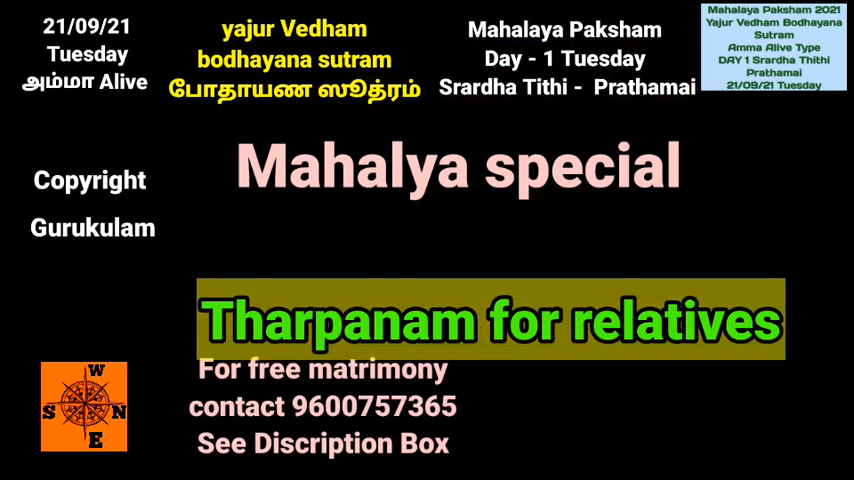 21/09/21
Tuesday
அம்மா Alive
yajur Vedham
bodhayana sutram
போதாயண ஸூத்ரம்
Mahalaya Paksham
Day - 1 Tuesday
Srardha Tithi - Prathamai
Mahalaya Paksham 2021
Yajur Vedham Bodhayana
Sutram
Amma Alive Type
DAY 1 Srardha Thithi
Prathamai
21/09/21 Tuesday
Copyright
Gurukulam
Mahalya special
Tharpanam for relatives
For free matrimony
contact 9600757365
See Discription Box
W
S N
E